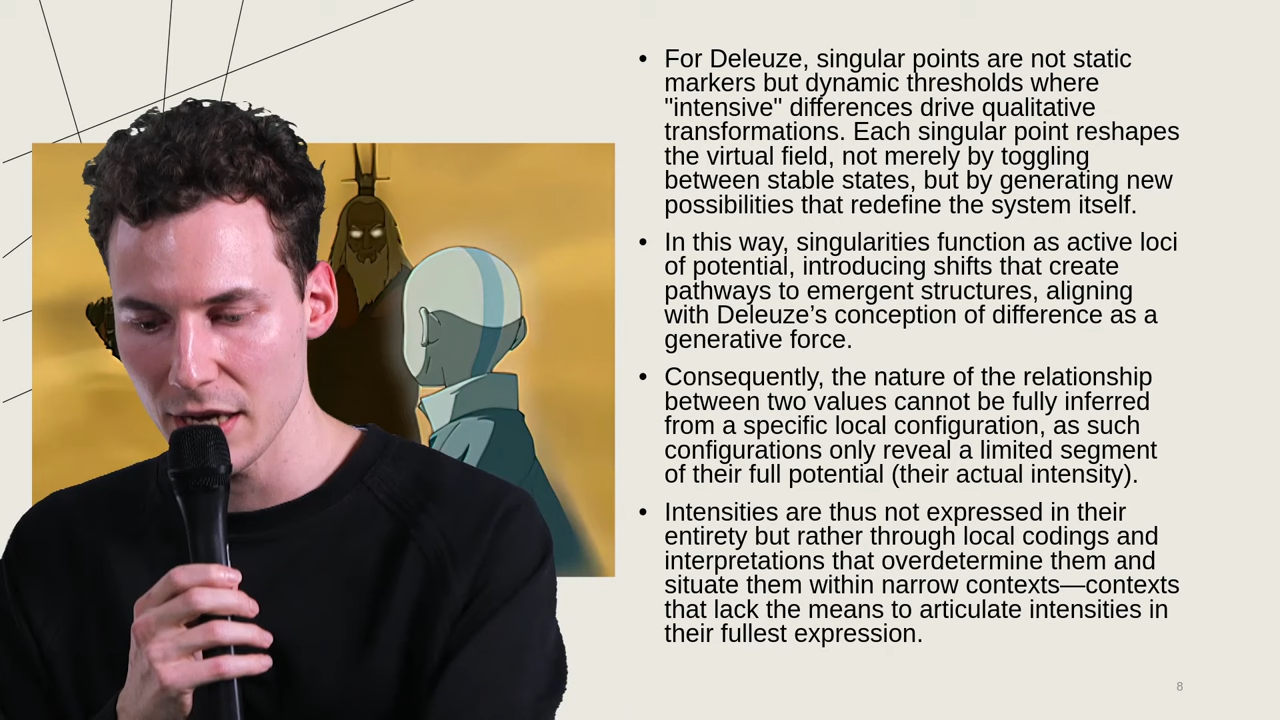 • For Deleuze, singular points are not static
markers but dynamic thresholds where
"intensive" differences drive qualitative
transformations. Each singular point reshapes
the virtual field, not merely by toggling
between stable states, but by generating new
possibilities that redefine the system itself.
• In this way, singularities function as active loci
of potential, introducing shifts that create
pathways to emergent structures, aligning
with Deleuze’s conception of difference as a
generative force.
• Consequently, the nature of the relationship
between two values cannot be fully inferred
from a specific local configuration, as such
configurations only reveal a limited segment
of their full potential (their actual intensity).
• Intensities are thus not expressed in their
entirety but rather through local codings and
interpretations that overdetermine them and
situate them within narrow contexts—contexts
that lack the means to articulate intensities in
their fullest expression.
8